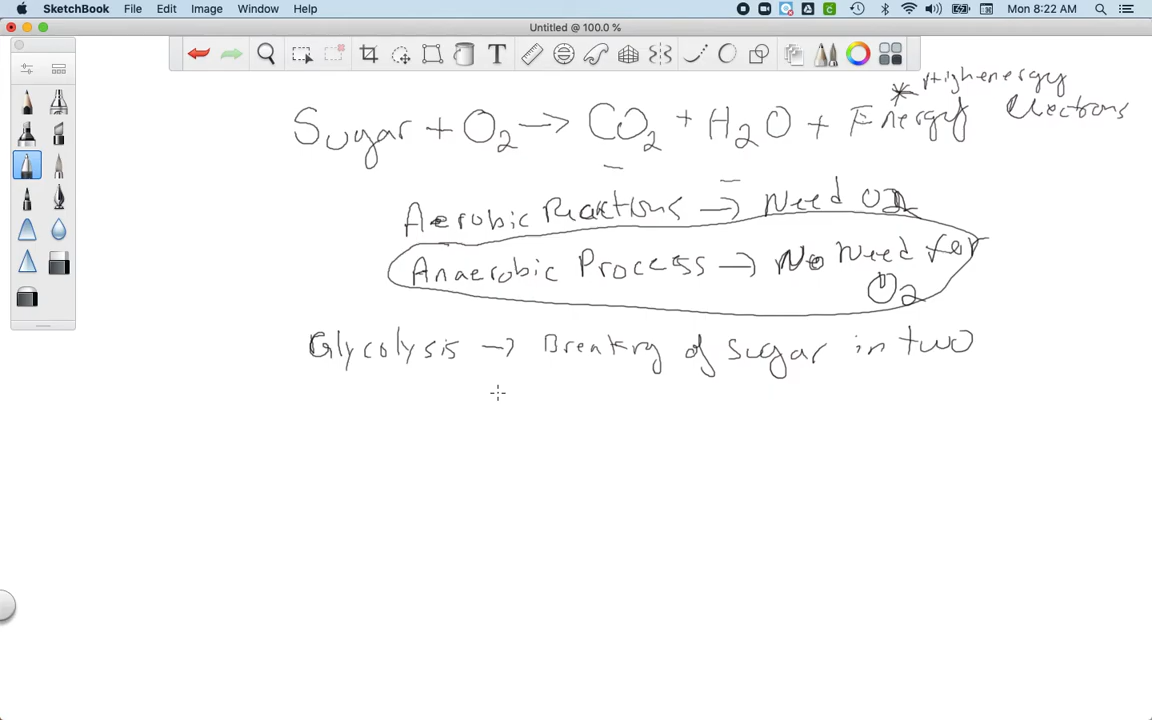 SketchBook File Edit Image Window Help Mon 8:22 AM
Untitled @ 100.0 %
* High energy
Sugar + O2 → CO2 + H2O + Energy Electrons
Aerobic Reactions → Need O2
Anaerobic Process → No Need for
O2
Glycolysis → Breaking of sugar in two